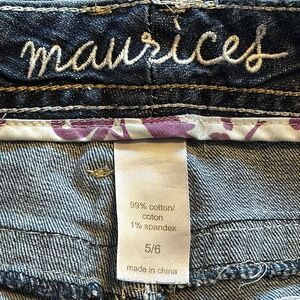 maurices
99% cotton/
coton
1% spandex
5/6
made in china